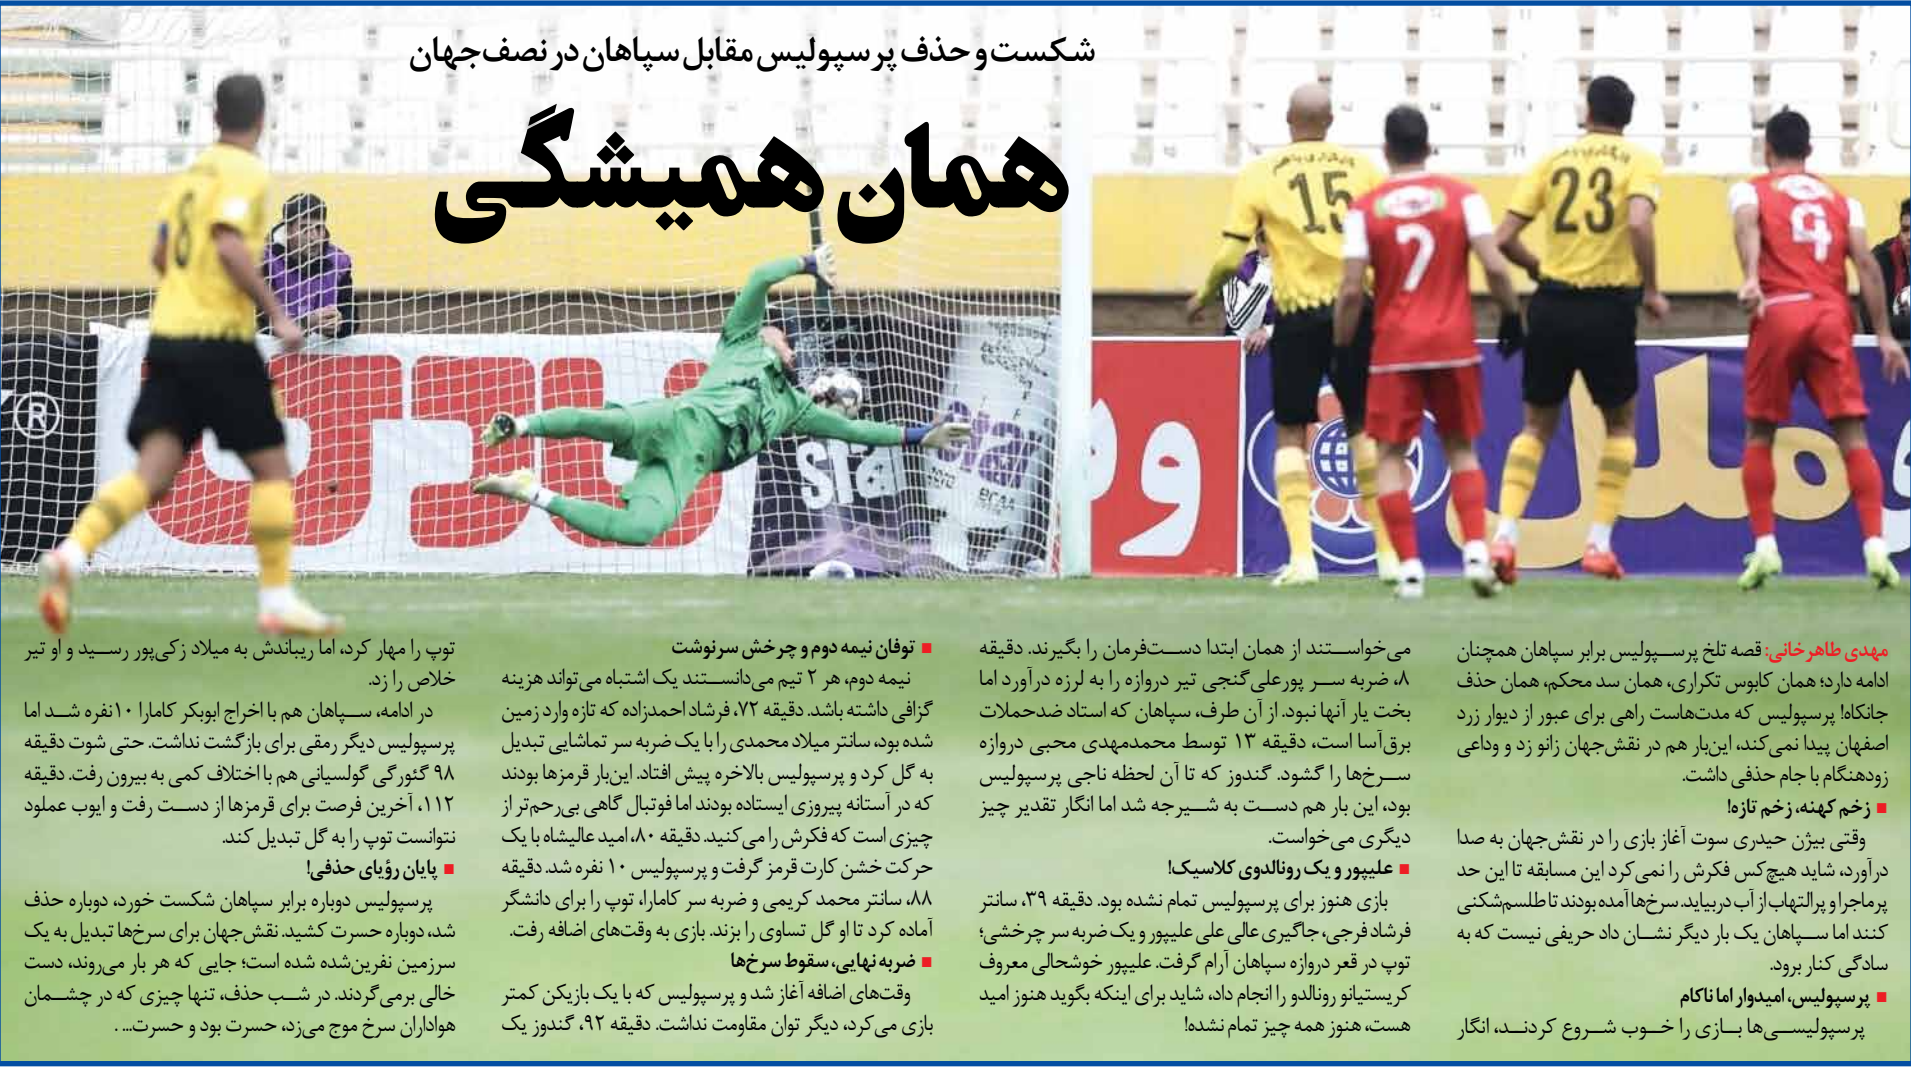 شکست و حذف پرسپولیس مقابل سپاهان در نصف‌جهان
همان همیشگی
8
15
7
23
9
®
star
star
مهدی طاهرخانی: قصه تلخ پرسپولیس برابر سپاهان همچنان
ادامه دارد؛ همان کابوس تکراری، همان سد محکم، همان حذف
جانکاه! پرسپولیس که مدت‌هاست راهی برای عبور از دیوار زرد
اصفهان پیدا نمی‌کند، این‌بار هم در نقش‌جهان زانو زد و وداعی
زودهنگام با جام حذفی داشت.
■ زخم کهنه، زخم تازه!
وقتی بیژن حیدری سوت آغاز بازی را در نقش‌جهان به صدا
درآورد، شاید هیچ‌کس فکرش را نمی‌کرد این مسابقه تا این حد
پرماجرا و پرالتهاب از آب دربیاید. سرخ‌ها آمده بودند تا طلسم‌شکنی
کنند اما سپاهان یک بار دیگر نشان داد حریفی نیست که به
سادگی کنار برود.
■ پرسپولیس، امیدوار اما ناکام
پرسپولیسی‌ها بازی را خوب شروع کردند، انگار
می‌خواستند از همان ابتدا دست‌فرمان را بگیرند. دقیقه
۸، ضربه سر پورعلی‌گنجی تیر دروازه را به لرزه درآورد اما
بخت یار آنها نبود. از آن طرف، سپاهان که استاد ضدحملات
برق‌آسا است، دقیقه ۱۳ توسط محمدمهدی محبی دروازه
سرخ‌ها را گشود. گندوز که تا آن لحظه ناجی پرسپولیس
بود، این بار هم دست به شیرجه شد اما انگار تقدیر چیز
دیگری می‌خواست.
■ علیپور و یک رونالدوی کلاسیک!
بازی هنوز برای پرسپولیس تمام نشده بود. دقیقه ۳۹، سانتر
فرشاد فرجی، جاگیری عالی علی علیپور و یک ضربه سر چرخشی؛
توپ در قعر دروازه سپاهان آرام گرفت. علیپور خوشحالی معروف
کریستیانو رونالدو را انجام داد، شاید برای اینکه بگوید هنوز امید
هست، هنوز همه چیز تمام نشده!
■ توفان نیمه دوم و چرخش سرنوشت
نیمه دوم، هر ۲ تیم می‌دانستند یک اشتباه می‌تواند هزینه
گزافی داشته باشد. دقیقه ۷۲، فرشاد احمدزاده که تازه وارد زمین
شده بود، سانتر میلاد محمدی را با یک ضربه سر تماشایی تبدیل
به گل کرد و پرسپولیس بالاخره پیش افتاد. این‌بار قرمزها بودند
که در آستانه پیروزی ایستاده بودند اما فوتبال گاهی بی‌رحم‌تر از
چیزی است که فکرش را می‌کنید. دقیقه ۸۰، امید عالیشاه با یک
حرکت خشن کارت قرمز گرفت و پرسپولیس ۱۰ نفره شد. دقیقه
۸۸، سانتر محمد کریمی و ضربه سر کامارا، توپ را برای دانشگر
آماده کرد تا او گل تساوی را بزند. بازی به وقت‌های اضافه رفت.
■ ضربه نهایی، سقوط سرخ‌ها
وقت‌های اضافه آغاز شد و پرسپولیس که با یک بازیکن کمتر
بازی می‌کرد، دیگر توان مقاومت نداشت. دقیقه ۹۲، گندوز یک
توپ را مهار کرد، اما ریباندش به میلاد زکی‌پور رسید و او تیر
خلاص را زد.
در ادامه، سپاهان هم با اخراج ابوبکر کامارا ۱۰نفره شد اما
پرسپولیس دیگر رمقی برای بازگشت نداشت. حتی شوت دقیقه
۹۸ گئورگی گولسیانی هم با اختلاف کمی به بیرون رفت. دقیقه
۱۱۲، آخرین فرصت برای قرمزها از دست رفت و ایوب عملود
نتوانست توپ را به گل تبدیل کند.
■ پایان رؤیای حذفی!
پرسپولیس دوباره برابر سپاهان شکست خورد، دوباره حذف
شد، دوباره حسرت کشید. نقش‌جهان برای سرخ‌ها تبدیل به یک
سرزمین نفرین‌شده شده است؛ جایی که هر بار می‌روند، دست
خالی برمی‌گردند. در شب حذف، تنها چیزی که در چشمان
هواداران سرخ موج می‌زد، حسرت بود و حسرت... .